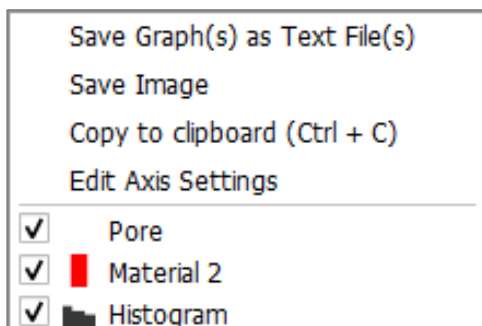 Save Graph(s) as Text File(s)
Save Image
Copy to clipboard (Ctrl + C)
Edit Axis Settings
Pore
Material 2
Histogram